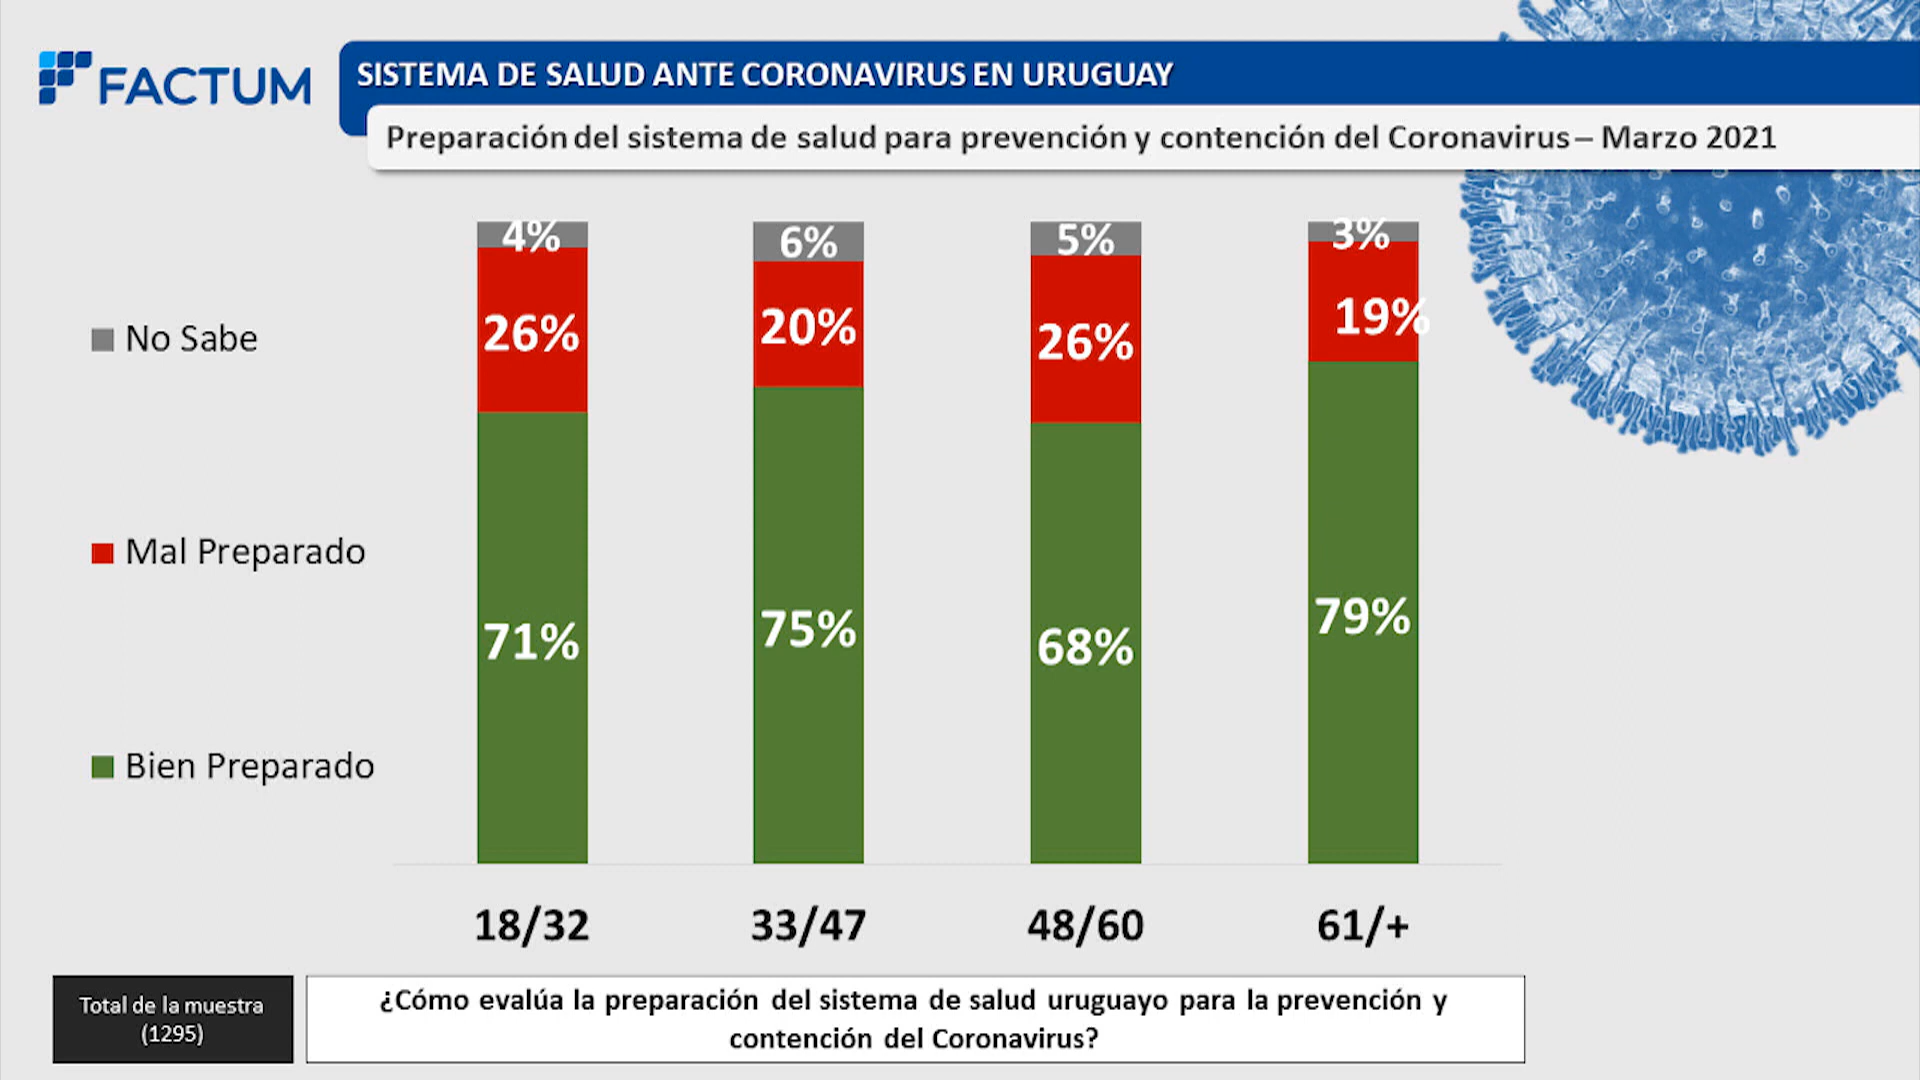 FACTUM
SISTEMA DE SALUD ANTE CORONAVIRUS EN URUGUAY
Preparación del sistema de salud para prevención y contención del Coronavirus – Marzo 2021
4%
6%
5%
3%
26%
20%
26%
19%
No Sabe
Mal Preparado
71%
75%
68%
79%
Bien Preparado
18/32
33/47
48/60
61/+
Total de la muestra
(1295)
¿Cómo evalúa la preparación del sistema de salud uruguayo para la prevención y
contención del Coronavirus?